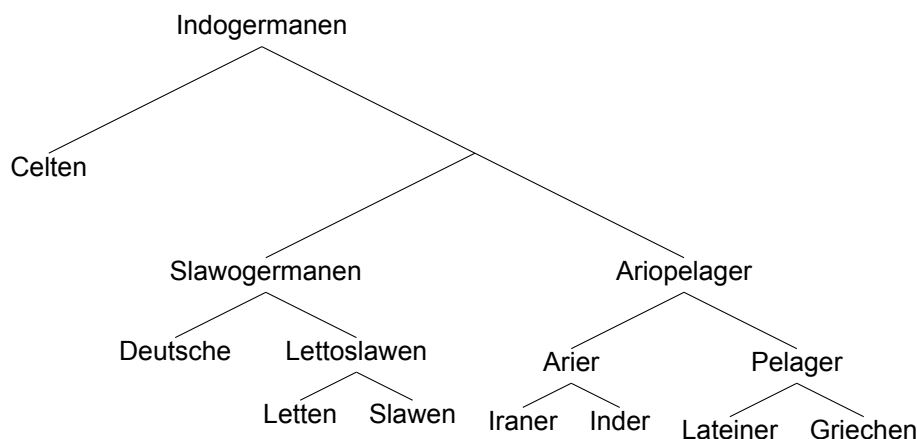 Indogermanen
Celten
Slawogermanen Ariopelager
Deutsche Lettoslawen Arier Pelager
Letten Slawen Iraner Inder Lateiner Griechen